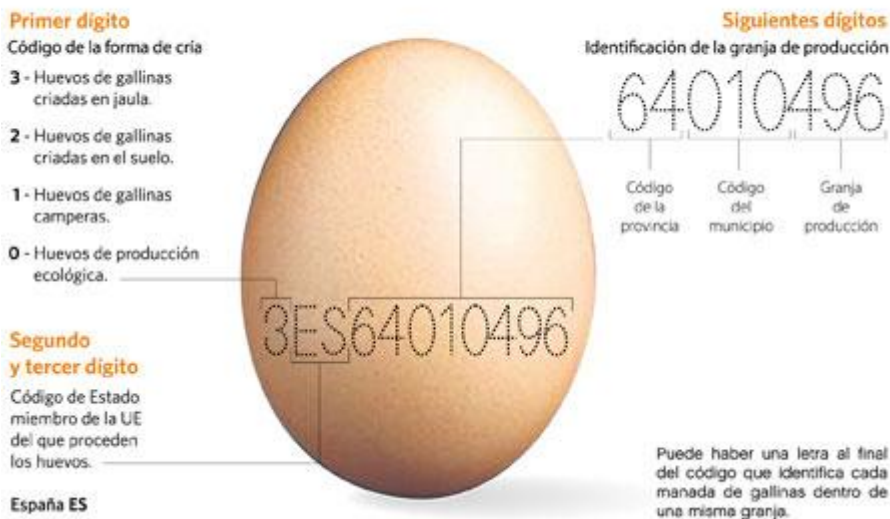 Primer dígito
Código de la forma de cría
3 - Huevos de gallinas
criadas en jaula.
2 - Huevos de gallinas
criadas en el suelo.
1 - Huevos de gallinas
camperas.
0 - Huevos de producción
ecológica.
Segundo
y tercer dígito
Código de Estado
miembro de la UE
del que proceden
los huevos.
España ES
3ES64010496
Siguientes dígitos
Identificación de la granja de producción
64010496
Código
de la
provincia
Código
del
municipio
Granja
de
producción
Puede haber una letra al final
del código que identifica cada
manada de gallinas dentro de
una misma granja.